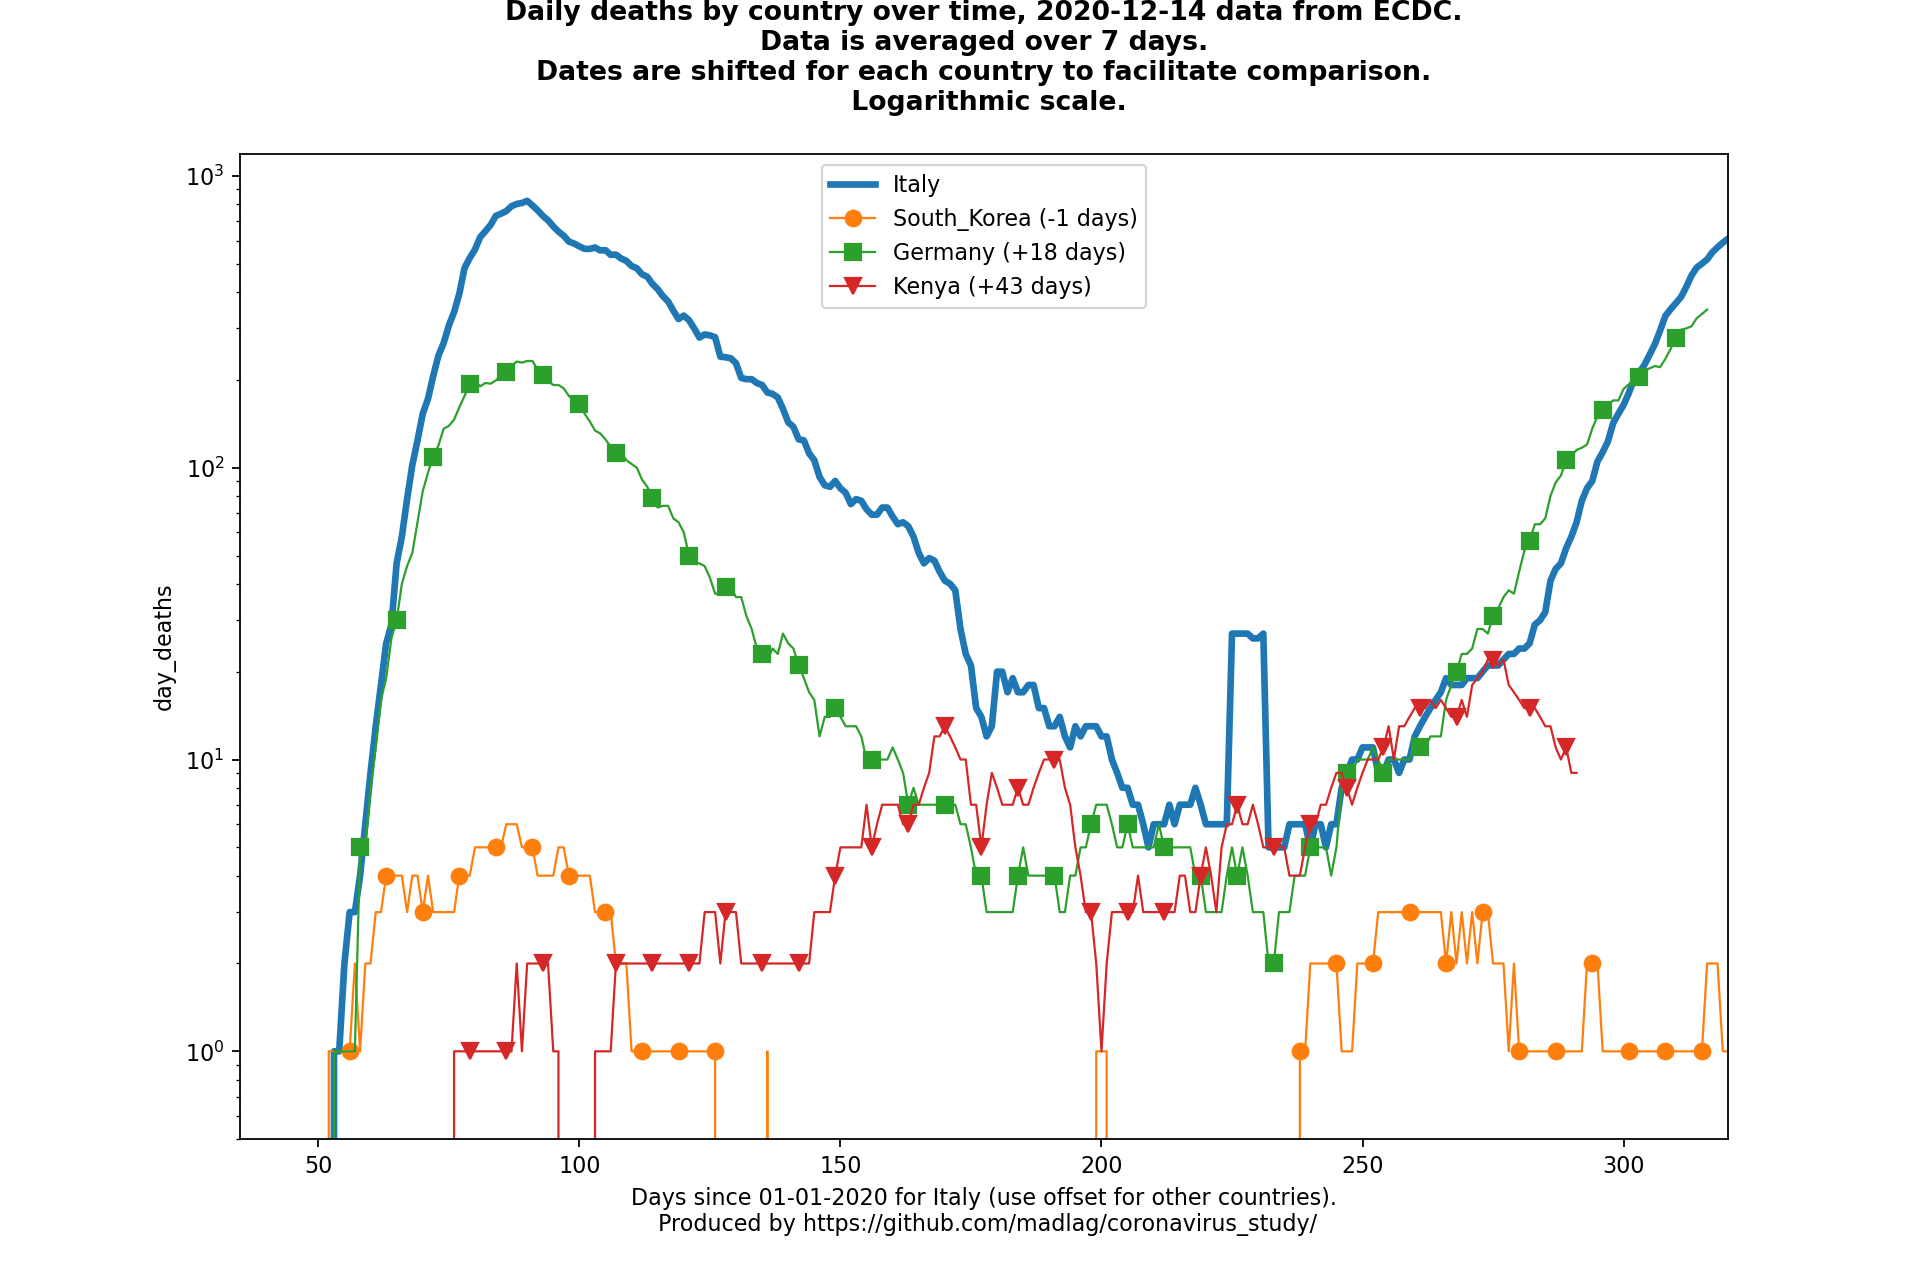 Daily deaths by country over time, 2020-12-14 data from ECDC.
Data is averaged over 7 days.
Dates are shifted for each country to facilitate comparison.
Logarithmic scale.
10³
10²
10¹
10⁰
day_deaths
Italy
South_Korea (-1 days)
Germany (+18 days)
Kenya (+43 days)
50 100 150 200 250 300
Days since 01-01-2020 for Italy (use offset for other countries).
Produced by https://github.com/madlag/coronavirus_study/